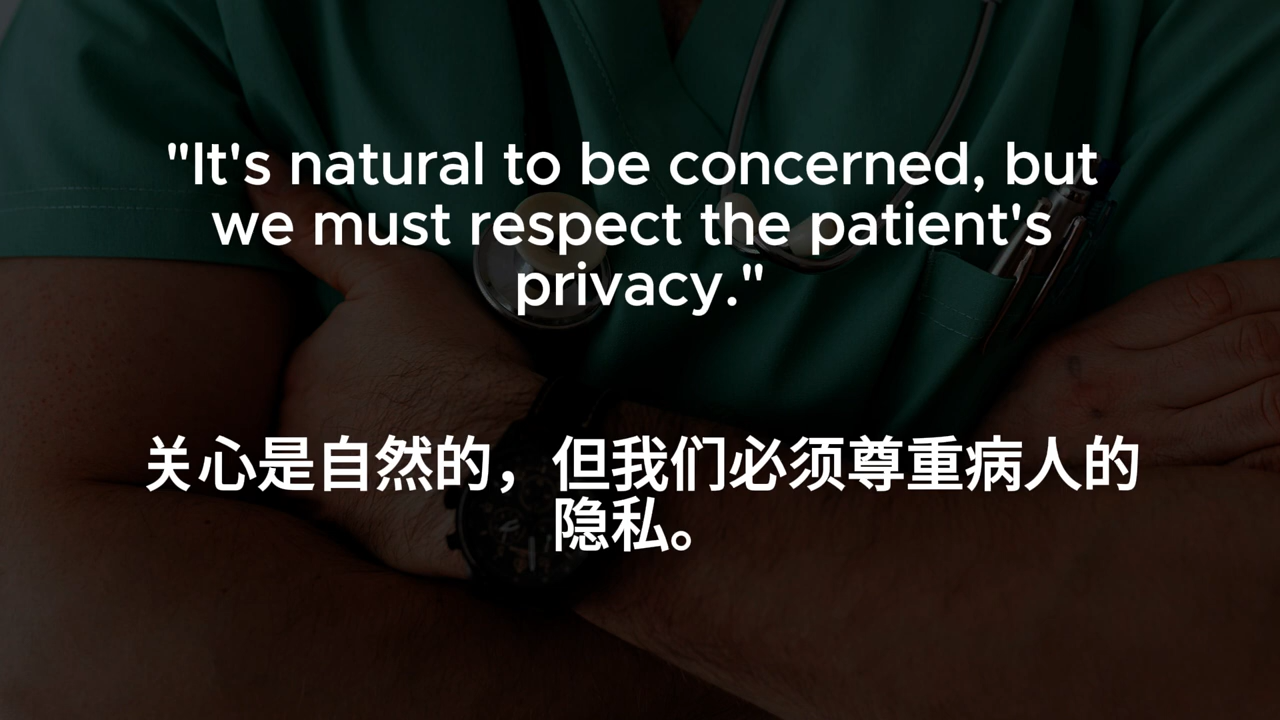 "It's natural to be concerned, but
we must respect the patient's
privacy."
关心是自然的，但我们必须尊重病人的
隐私。